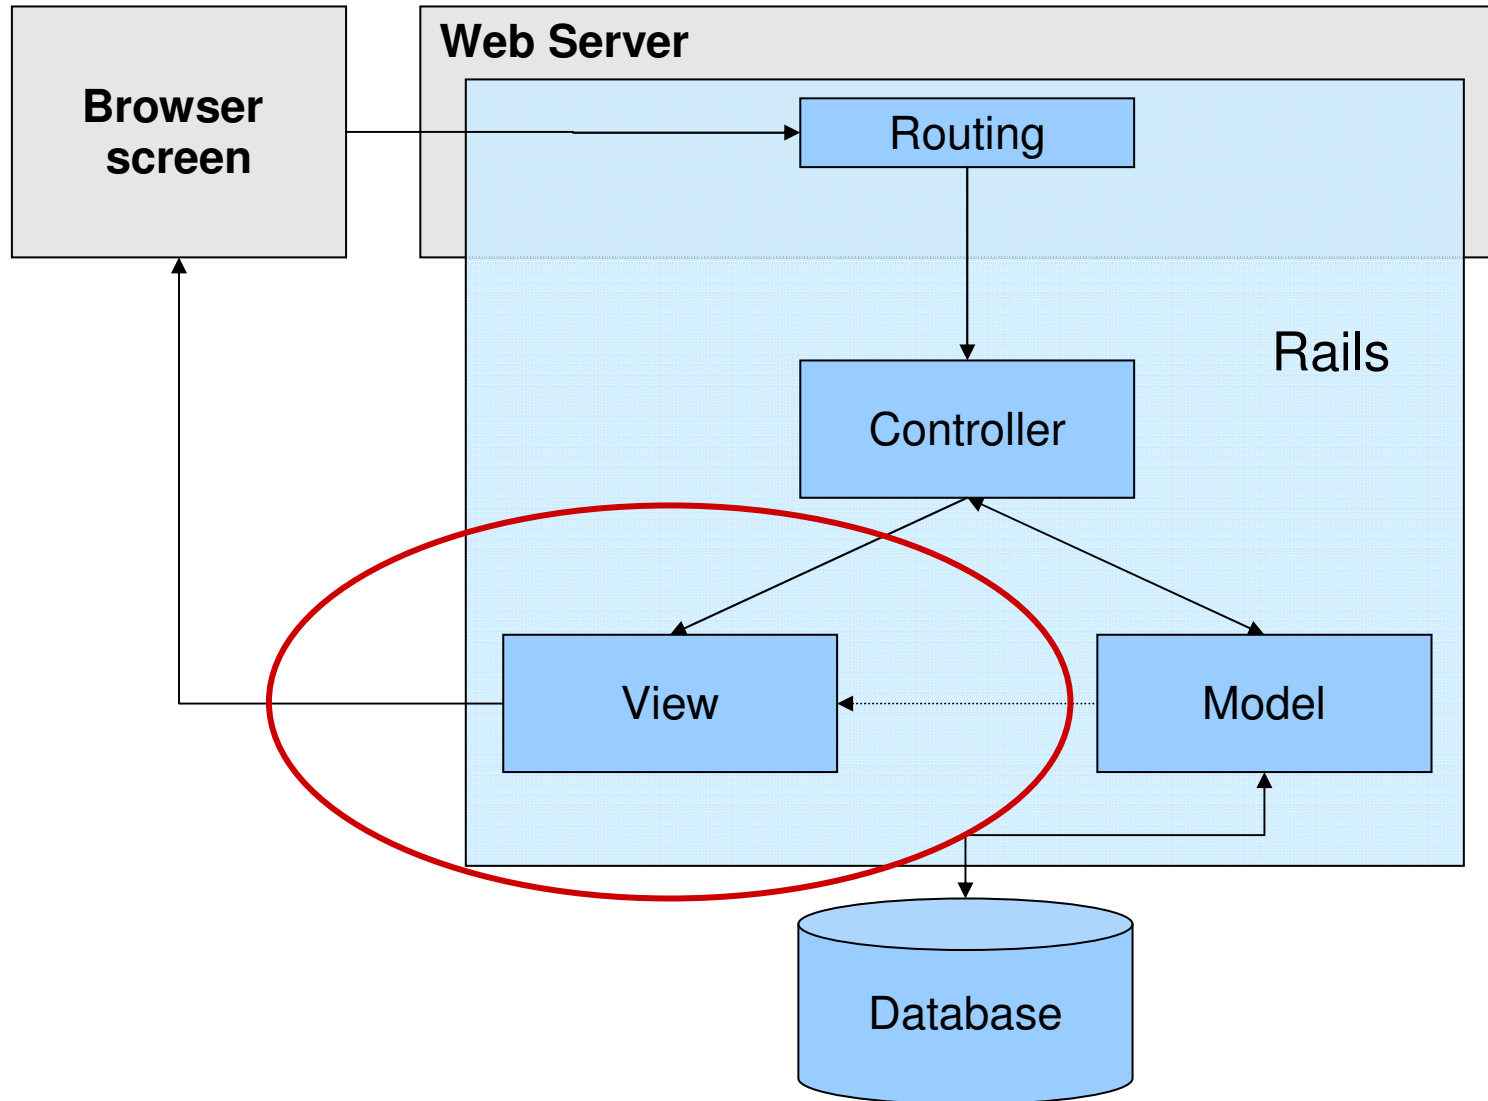 Web Server
Browser
screen
Routing
Rails
Controller
View
Model
Database